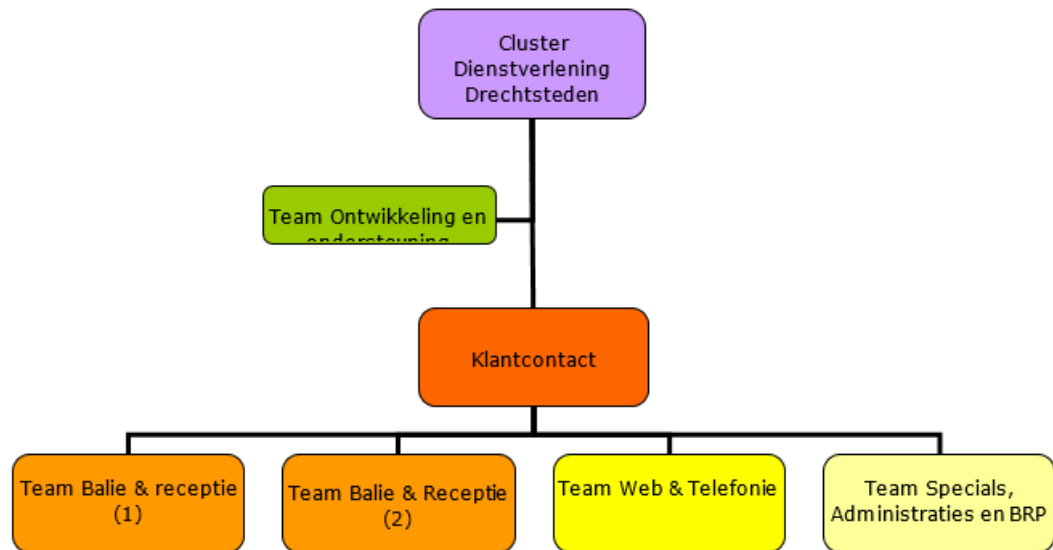 Cluster
Dienstverlening
Drechtsteden
Team Ontwikkeling en
ondersteuning
Klantcontact
Team Balie & receptie
(1)
Team Balie & Receptie
(2)
Team Web & Telefonie
Team Specials,
Administraties en BRP